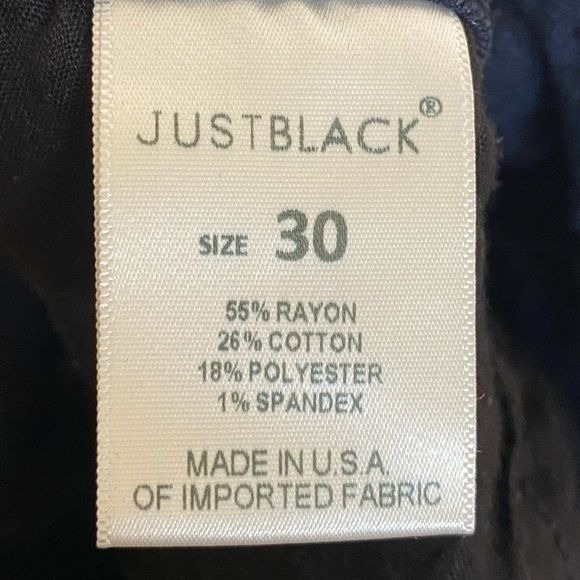 JUSTBLACK®
SIZE 30
55% RAYON
26% COTTON
18% POLYESTER
1% SPANDEX
MADE IN U.S.A.
OF IMPORTED FABRIC